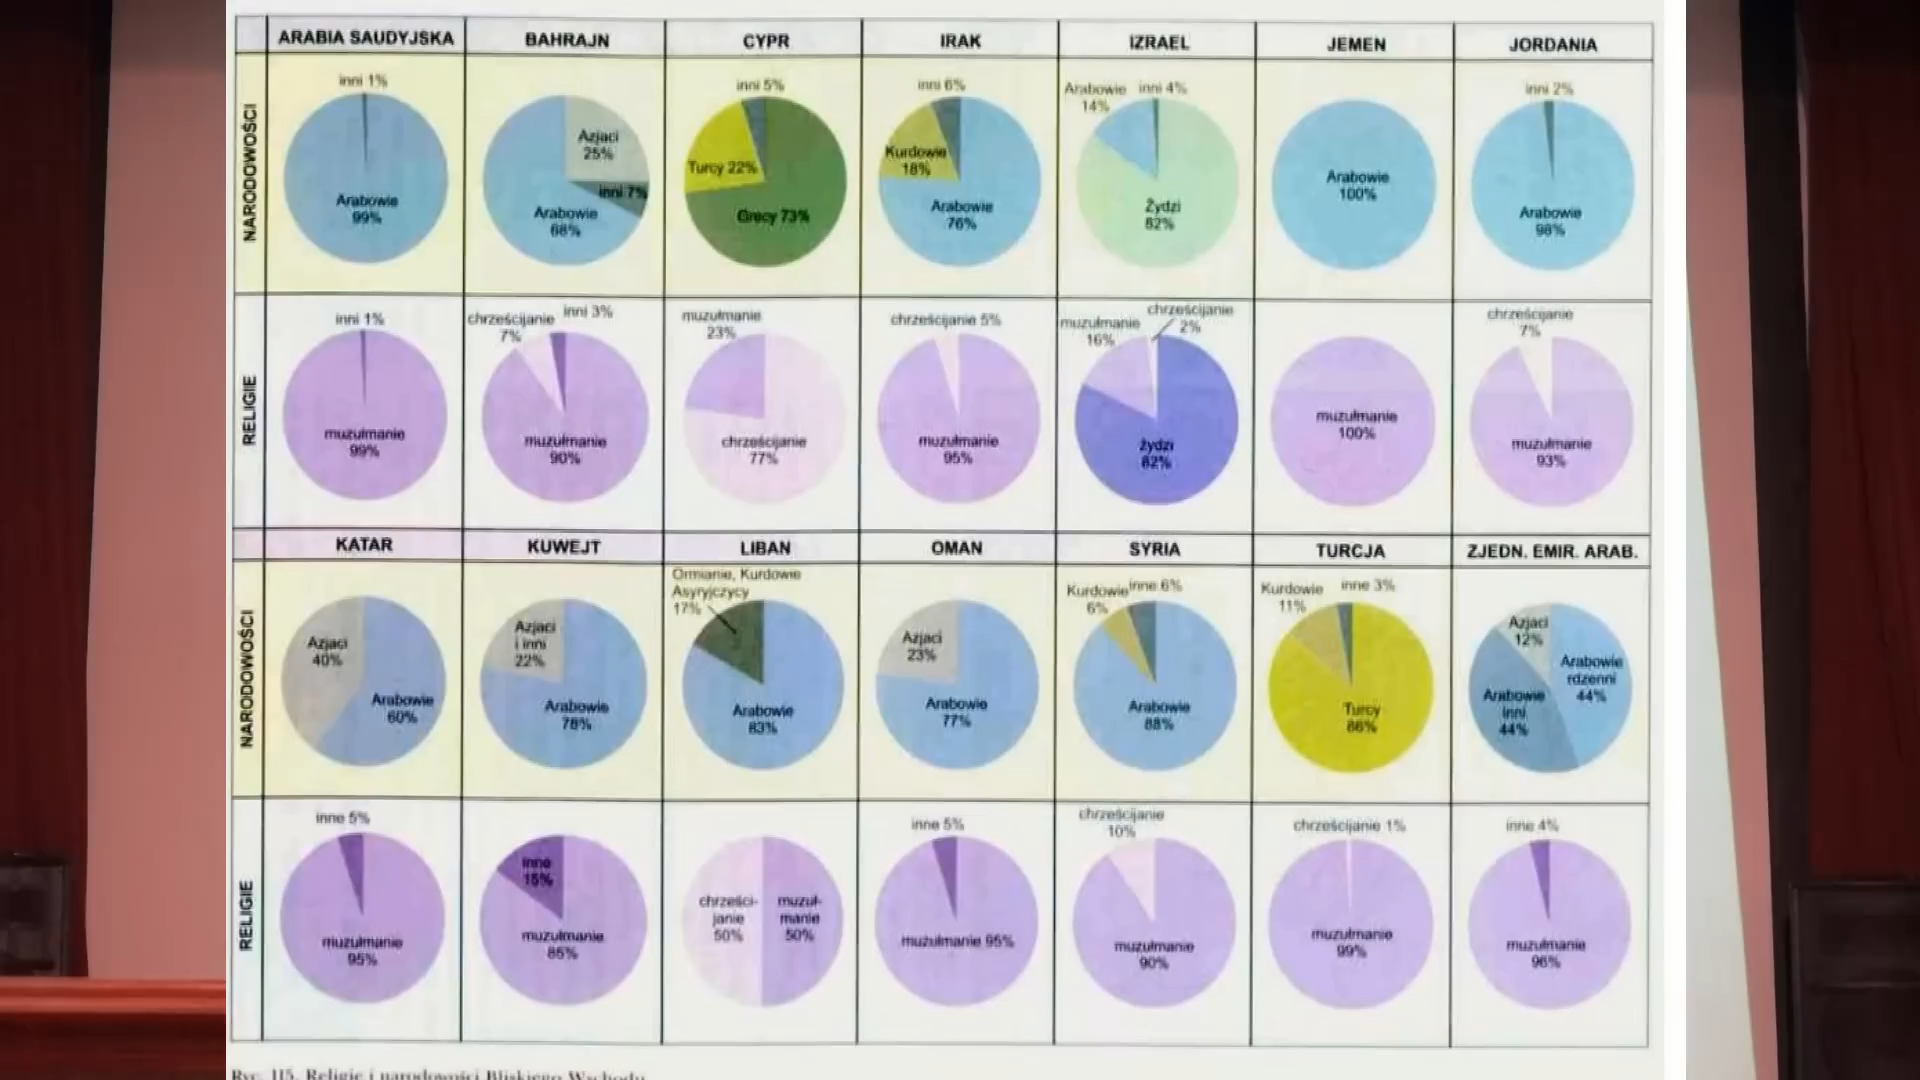 ARABIA SAUDYJSKA
BAHRAJN
CYPR
IRAK
IZRAEL
JEMEN
JORDANIA
NARODOWOŚCI
inni 1%
Arabowie
99%
Azjaci
25%
inni 7%
Arabowie
68%
inni 5%
Turcy 22%
Grecy 73%
inni 6%
Kurdowie
18%
Arabowie
76%
Arabowie
14%
inni 4%
Żydzi
82%
Arabowie
100%
inni 2%
Arabowie
98%
RELIGIE
inni 1%
muzułmanie
99%
chrześcijanie
7%
inni 3%
muzułmanie
90%
muzułmanie
23%
chrześcijanie
77%
chrześcijanie 5%
muzułmanie
95%
muzułmanie
16%
chrześcijanie
2%
żydzi
82%
muzułmanie
100%
chrześcijanie
7%
muzułmanie
93%
KATAR
KUWEJT
LIBAN
OMAN
SYRIA
TURCJA
ZJEDN. EMIR. ARAB.
NARODOWOŚCI
Azjaci
40%
Arabowie
60%
Azjaci
i inni
22%
Arabowie
78%
Ormianie, Kurdowie
Asyryjczycy
17%
Arabowie
83%
Azjaci
23%
Arabowie
77%
Kurdowie
6%
inne 6%
Arabowie
88%
Kurdowie
11%
inne 3%
Turcy
86%
Azjaci
12%
Arabowie
rdzenni
44%
Arabowie
inni
44%
RELIGIE
inne 5%
muzułmanie
95%
inne
15%
muzułmanie
85%
chrześci-
janie
50%
muzuł-
manie
50%
inne 5%
muzułmanie 95%
chrześcijanie
10%
muzułmanie
90%
chrześcijanie 1%
muzułmanie
99%
inne 4%
muzułmanie
96%
Ryc. 115. Religie i narodowości Bliskiego Wschodu